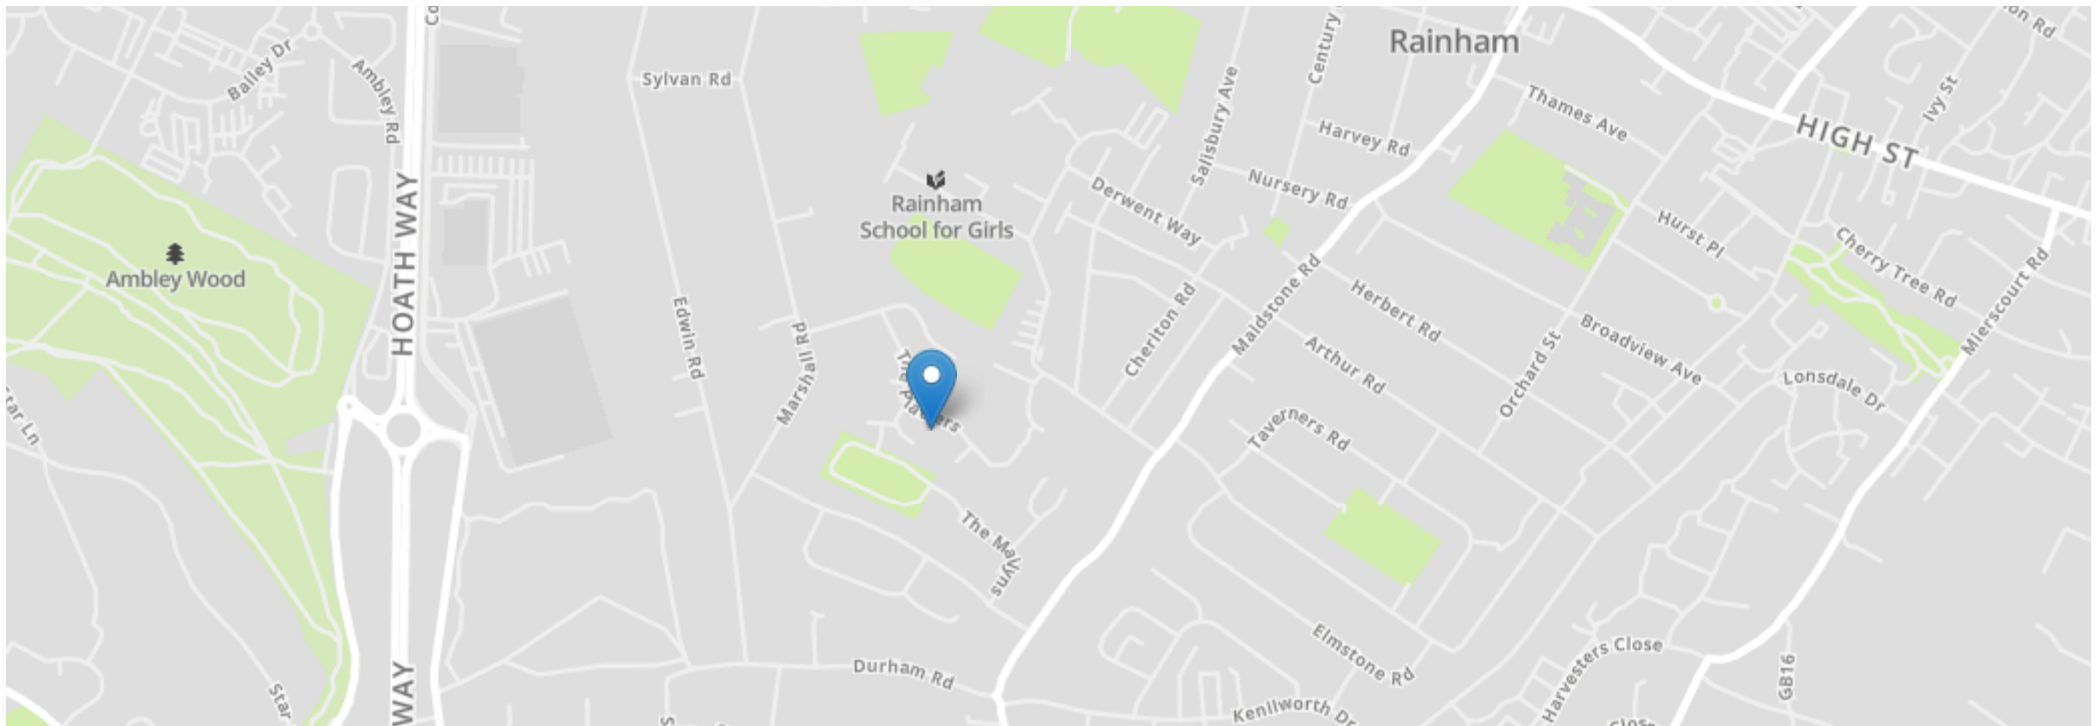 Rainham
Century
Bailey Dr
Ambley Rd
Sylvan Rd
Salisbury Ave
Harvey Rd
Thames Ave
HIGH ST
Ivy St
Rainham
School for Girls
Derwent Way
Nursery Rd
Hurst Pl
Cherry Tree Rd
Mierscourt Rd
Ambley Wood
HOATH WAY
Edwin Rd
Marshall Rd
Cheriton Rd
Maidstone Rd
Herbert Rd
Arthur Rd
Orchard St
Broadview Ave
Lonsdale Dr
Taverners Rd
The Mailyns
Durham Rd
Elmstone Rd
Kenilworth Dr
Harvesters Close
GB16
Star
WAY